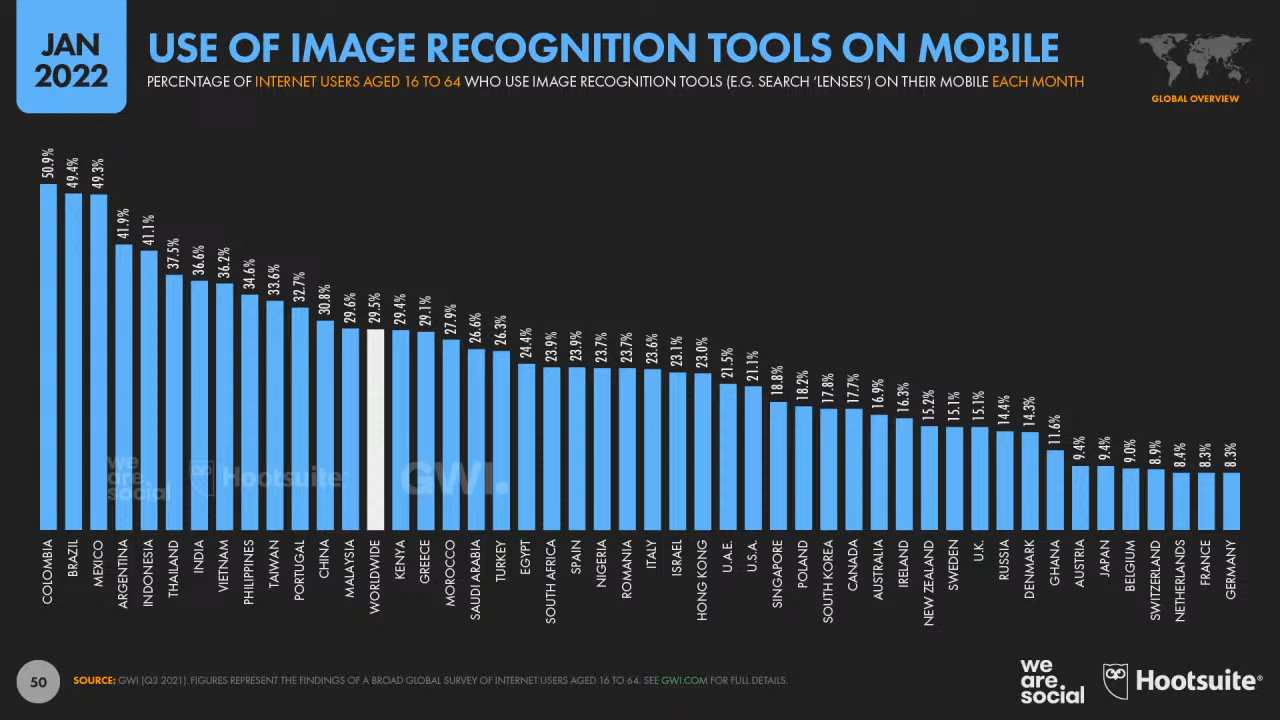 JAN
2022
USE OF IMAGE RECOGNITION TOOLS ON MOBILE
PERCENTAGE OF INTERNET USERS AGED 16 TO 64 WHO USE IMAGE RECOGNITION TOOLS (E.G. SEARCH ‘LENSES’) ON THEIR MOBILE EACH MONTH
GLOBAL OVERVIEW
50.9%
49.4%
49.3%
41.9%
41.1%
37.5%
36.6%
36.2%
34.6%
33.6%
32.7%
30.8%
29.6%
29.5%
29.4%
29.1%
27.9%
26.6%
26.3%
24.4%
23.9%
23.9%
23.7%
23.7%
23.6%
23.1%
23.0%
21.5%
21.1%
18.8%
18.2%
17.8%
17.7%
16.9%
16.3%
15.2%
15.1%
15.1%
14.4%
14.3%
11.6%
9.4%
9.4%
9.0%
8.9%
8.4%
8.3%
8.3%
we
are
social
Hootsuite
GWI.
COLOMBIA
BRAZIL
MEXICO
ARGENTINA
INDONESIA
THAILAND
INDIA
VIETNAM
PHILIPPINES
TAIWAN
PORTUGAL
CHINA
MALAYSIA
WORLDWIDE
KENYA
GREECE
MOROCCO
SAUDI ARABIA
TURKEY
EGYPT
SOUTH AFRICA
SPAIN
NIGERIA
ROMANIA
ITALY
ISRAEL
HONG KONG
U.A.E.
U.S.A.
SINGAPORE
POLAND
SOUTH KOREA
CANADA
AUSTRALIA
IRELAND
NEW ZEALAND
SWEDEN
U.K.
RUSSIA
DENMARK
GHANA
AUSTRIA
JAPAN
BELGIUM
SWITZERLAND
NETHERLANDS
FRANCE
GERMANY
50
SOURCE: GWI (Q3 2021). FIGURES REPRESENT THE FINDINGS OF A BROAD GLOBAL SURVEY OF INTERNET USERS AGED 16 TO 64. SEE GWI.COM FOR FULL DETAILS.
we
are
social
Hootsuite®